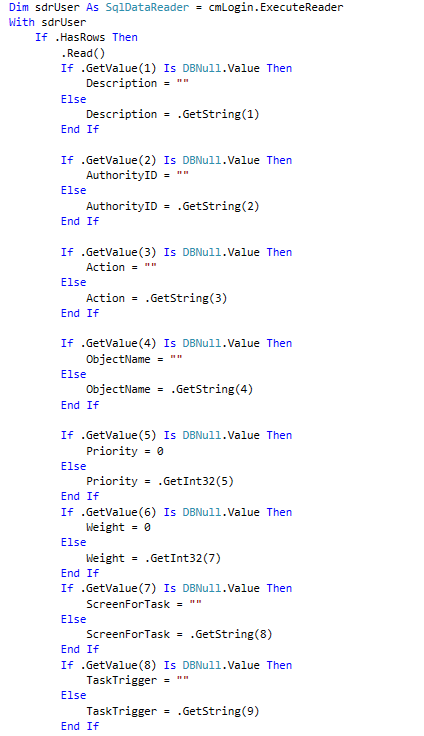 Dim sdrUser As SqlDataReader = cmLogin.ExecuteReader
With sdrUser
If .HasRows Then
.Read()
If .GetValue(1) Is DBNull.Value Then
Description = ""
Else
Description = .GetString(1)
End If
If .GetValue(2) Is DBNull.Value Then
AuthorityID = ""
Else
AuthorityID = .GetString(2)
End If
If .GetValue(3) Is DBNull.Value Then
Action = ""
Else
Action = .GetString(3)
End If
If .GetValue(4) Is DBNull.Value Then
ObjectName = ""
Else
ObjectName = .GetString(4)
End If
If .GetValue(5) Is DBNull.Value Then
Priority = 0
Else
Priority = .GetInt32(5)
End If
If .GetValue(6) Is DBNull.Value Then
Weight = 0
Else
Weight = .GetInt32(7)
End If
If .GetValue(7) Is DBNull.Value Then
ScreenForTask = ""
Else
ScreenForTask = .GetString(8)
End If
If .GetValue(8) Is DBNull.Value Then
TaskTrigger = ""
Else
TaskTrigger = .GetString(9)
End If